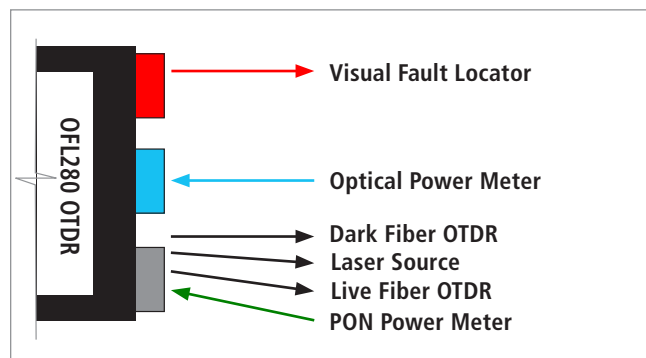 OFL280 OTDR
Visual Fault Locator
Optical Power Meter
Dark Fiber OTDR
Laser Source
Live Fiber OTDR
PON Power Meter